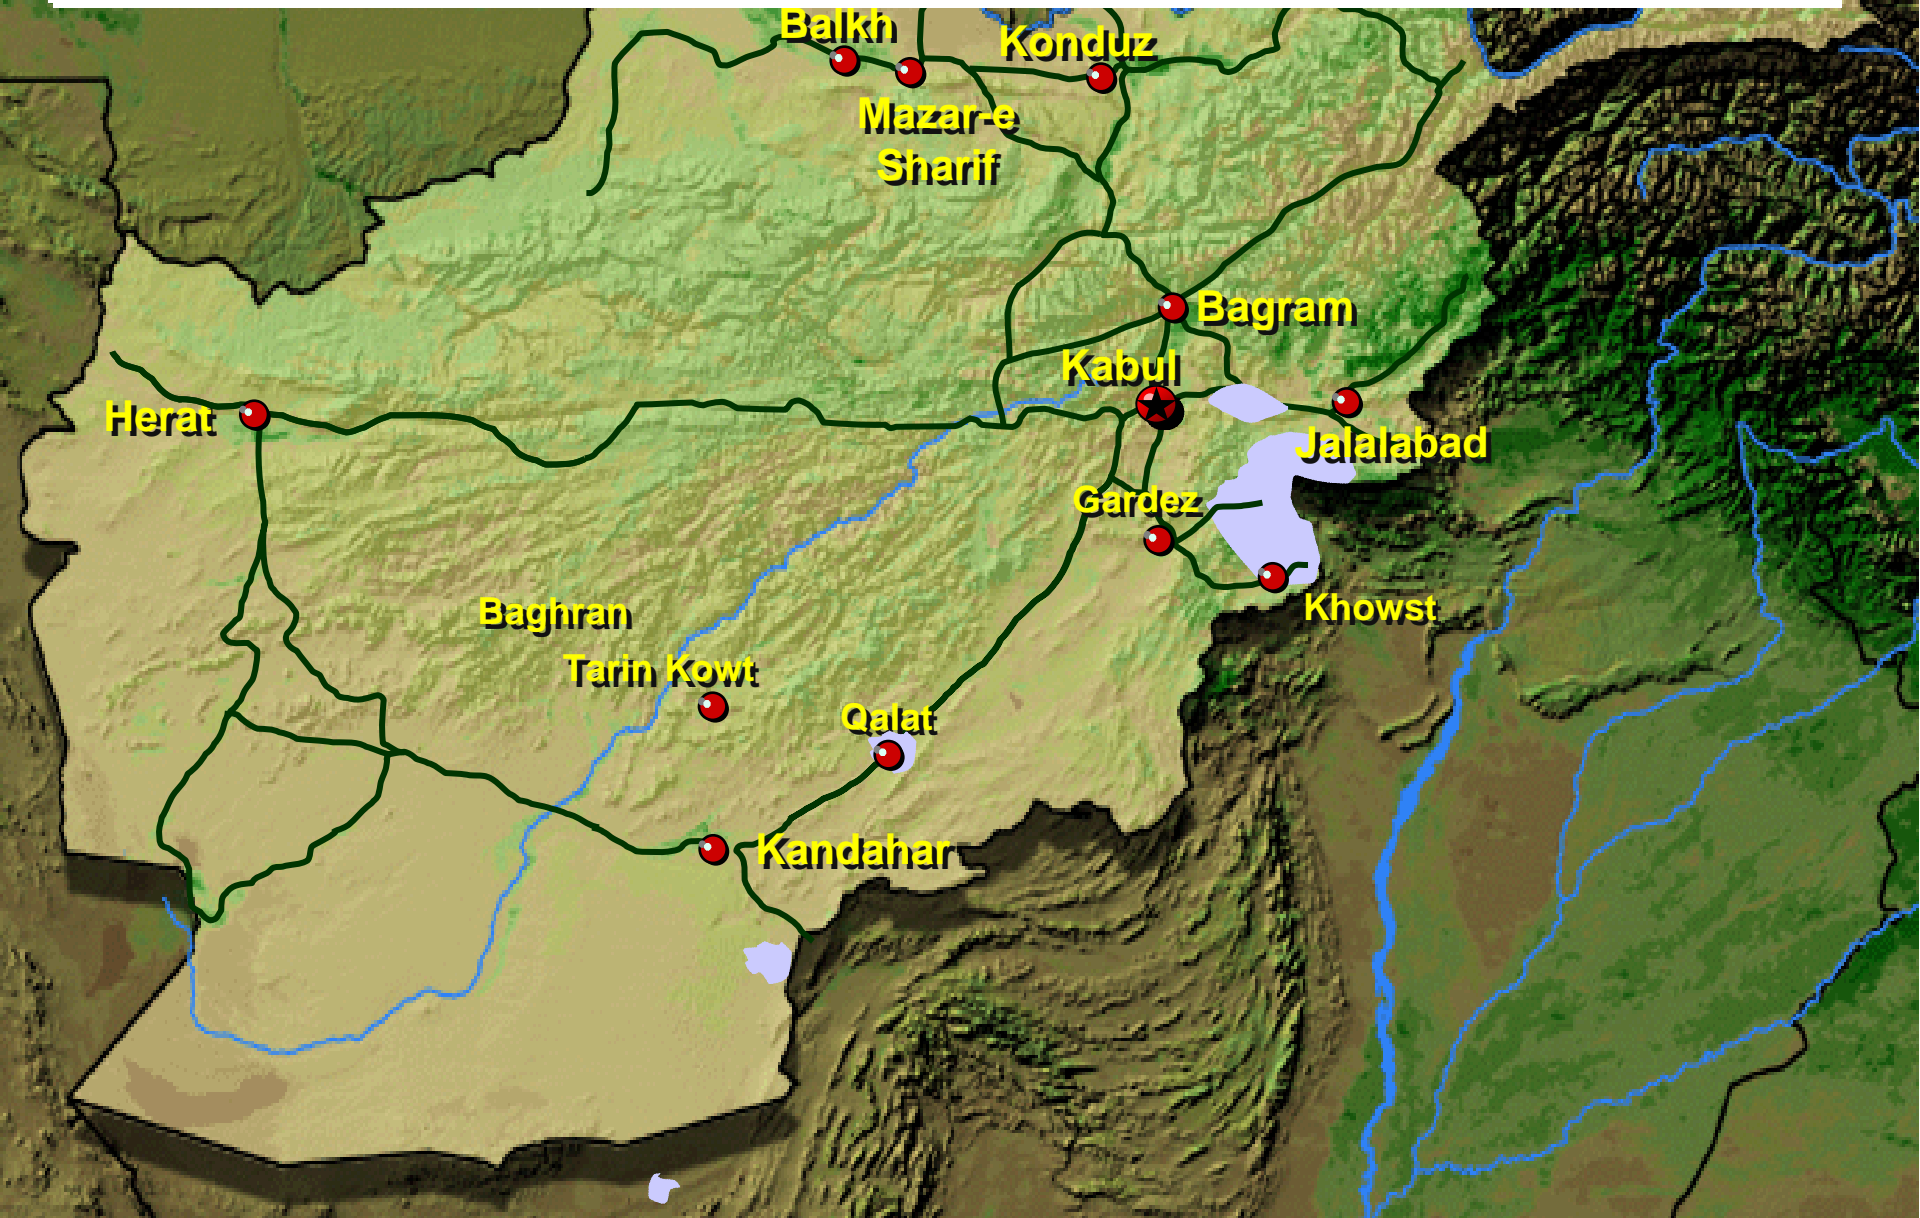 Balkh
Konduz
Mazar-e
Sharif
Bagram
Kabul
Herat
Jalalabad
Gardez
Baghran
Khowst
Tarin Kowt
Qalat
Kandahar